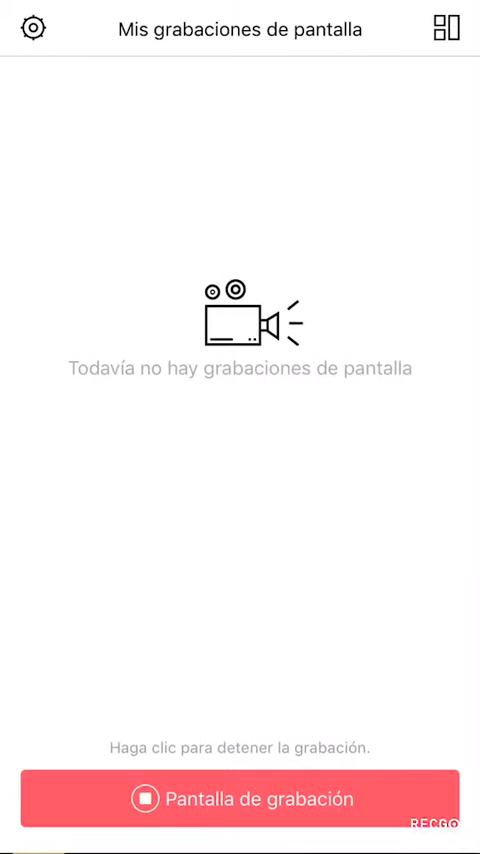 Mis grabaciones de pantalla
Todavía no hay grabaciones de pantalla
Haga clic para detener la grabación.
Pantalla de grabación
RECGO